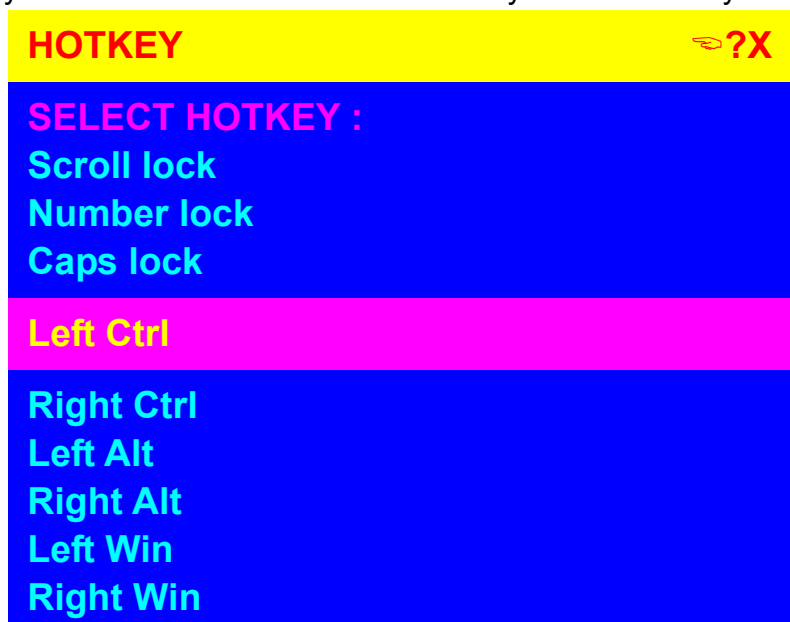 HOTKEY ☜?X
SELECT HOTKEY :
Scroll lock
Number lock
Caps lock
Left Ctrl
Right Ctrl
Left Alt
Right Alt
Left Win
Right Win